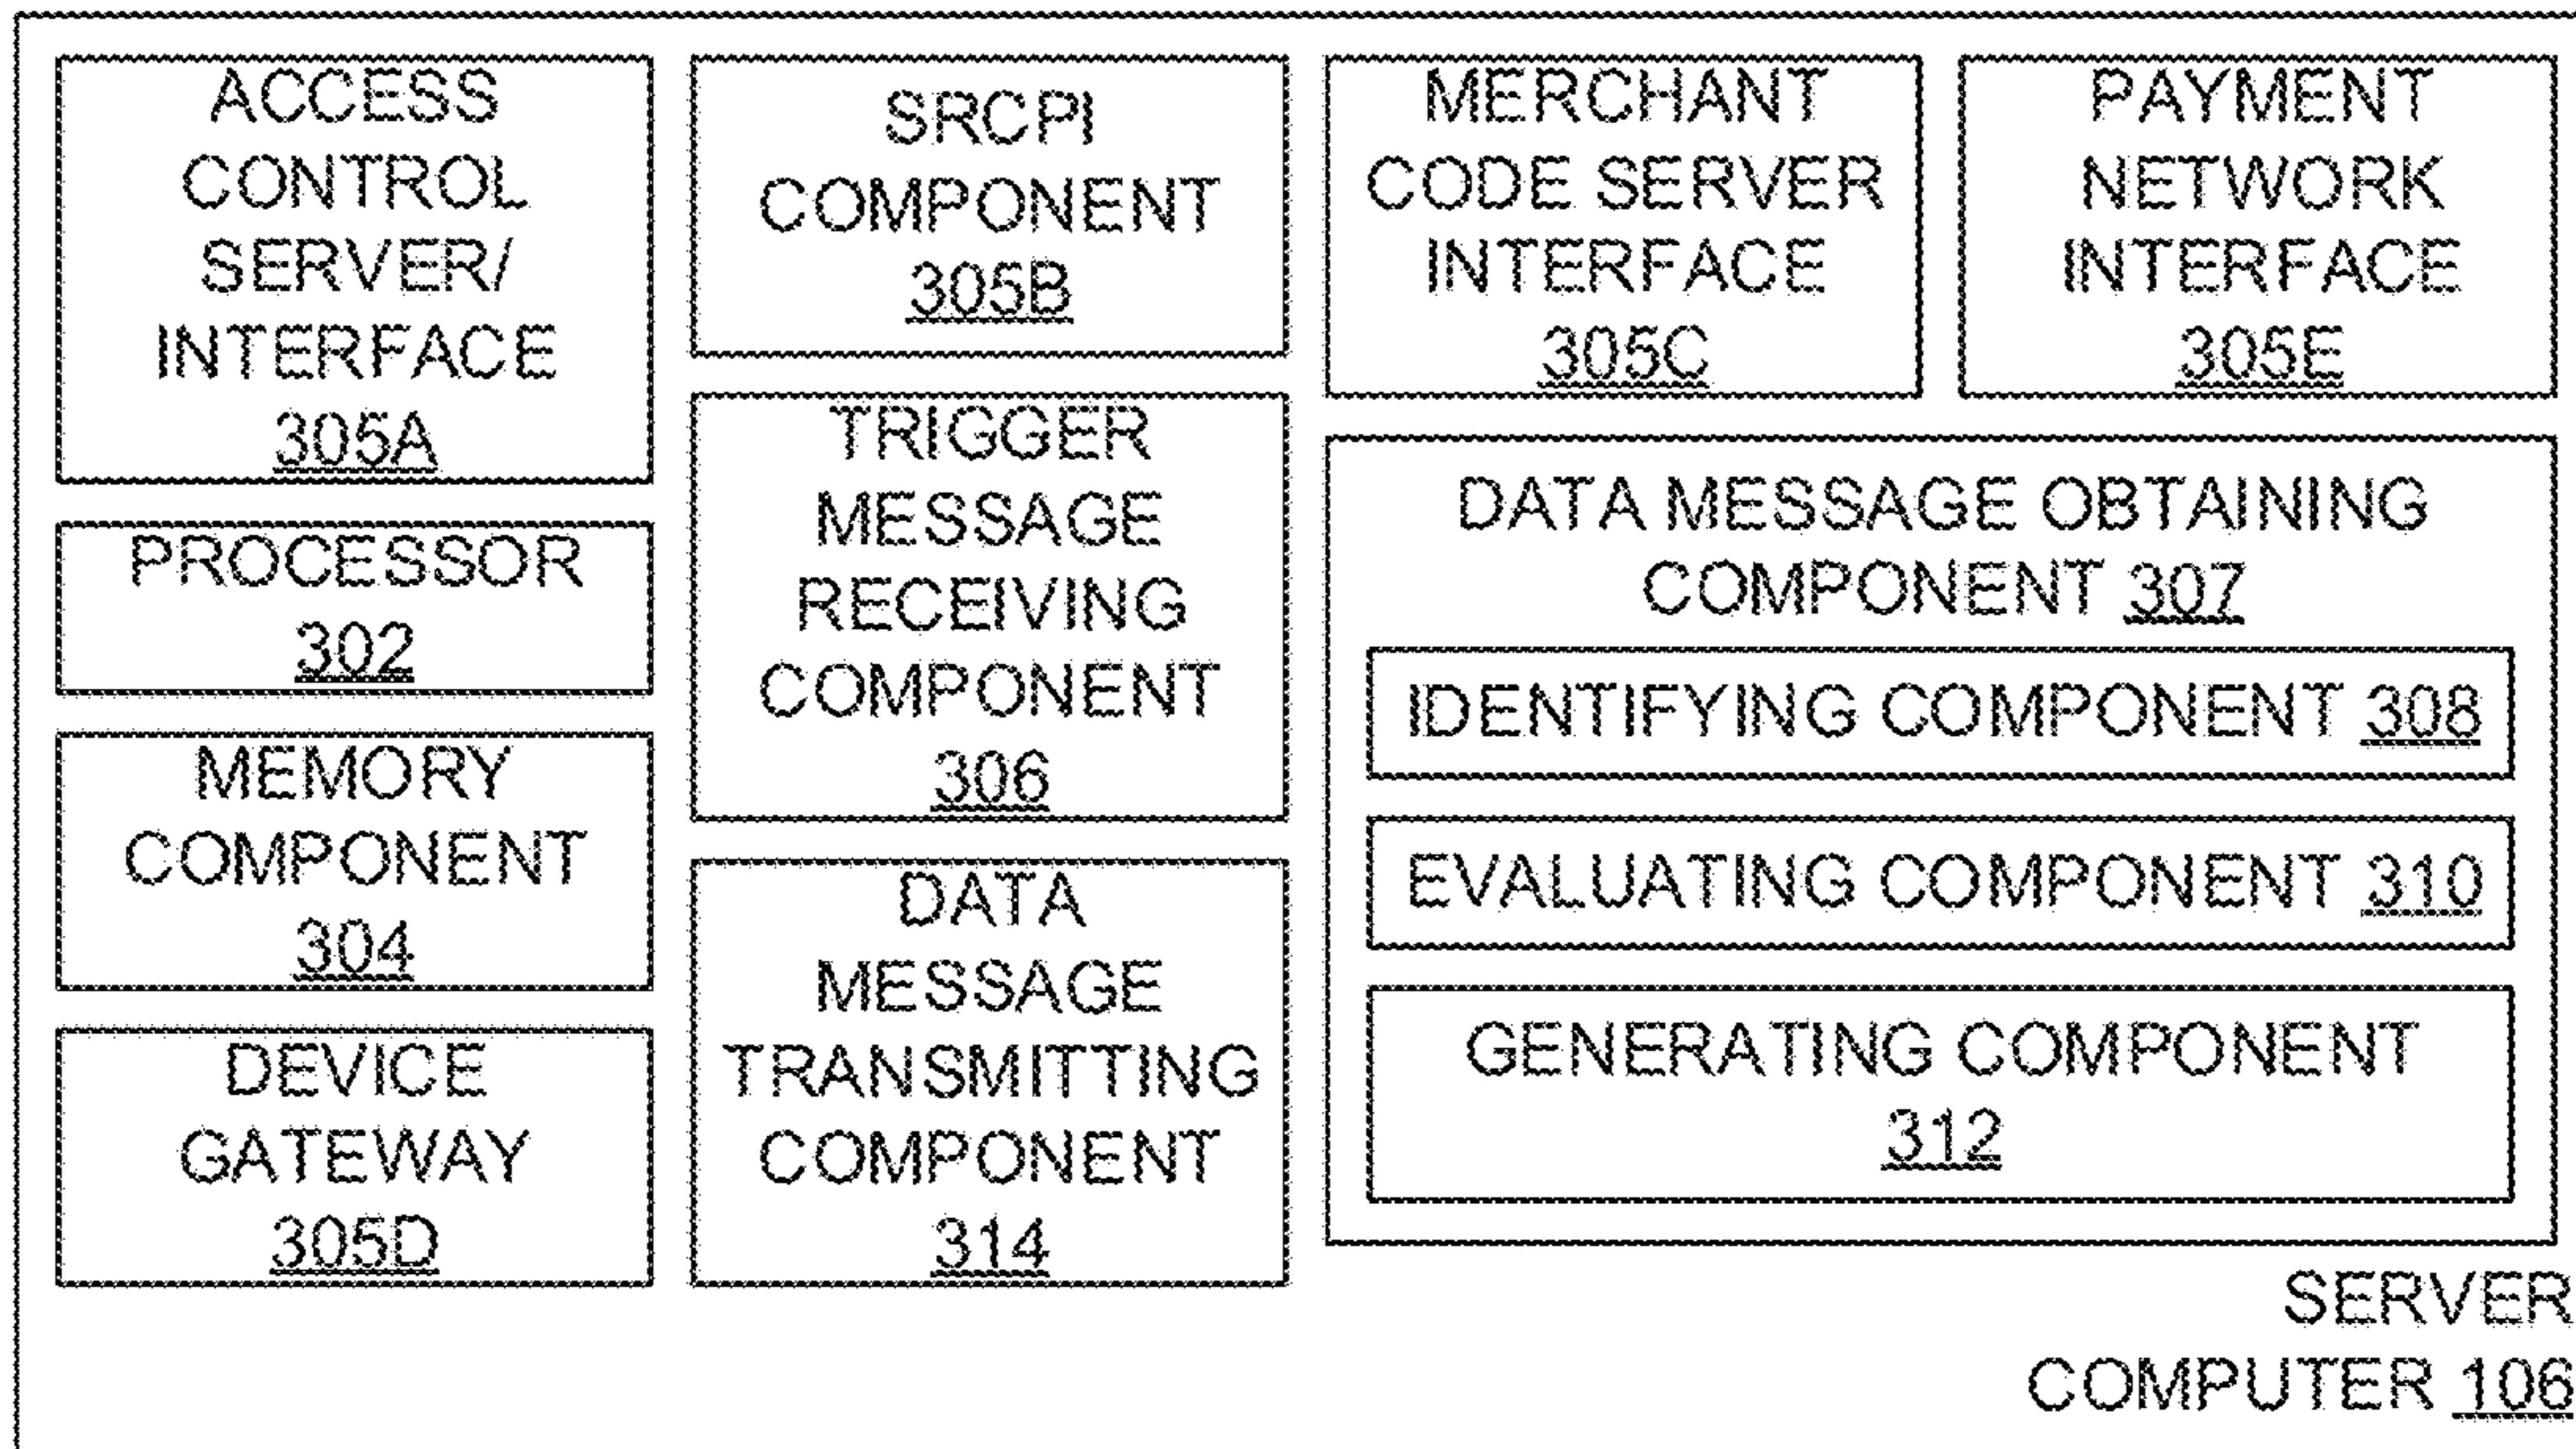 ACCESS
CONTROL
SERVER/
INTERFACE
305A
PROCESSOR
302
MEMORY
COMPONENT
304
DEVICE
GATEWAY
305D
SRCPI
COMPONENT
305B
TRIGGER
MESSAGE
RECEIVING
COMPONENT
306
DATA
MESSAGE
TRANSMITTING
COMPONENT
314
MERCHANT
CODE SERVER
INTERFACE
305C
PAYMENT
NETWORK
INTERFACE
305E
DATA MESSAGE OBTAINING
COMPONENT 307
IDENTIFYING COMPONENT 308
EVALUATING COMPONENT 310
GENERATING COMPONENT
312
SERVER
COMPUTER 106